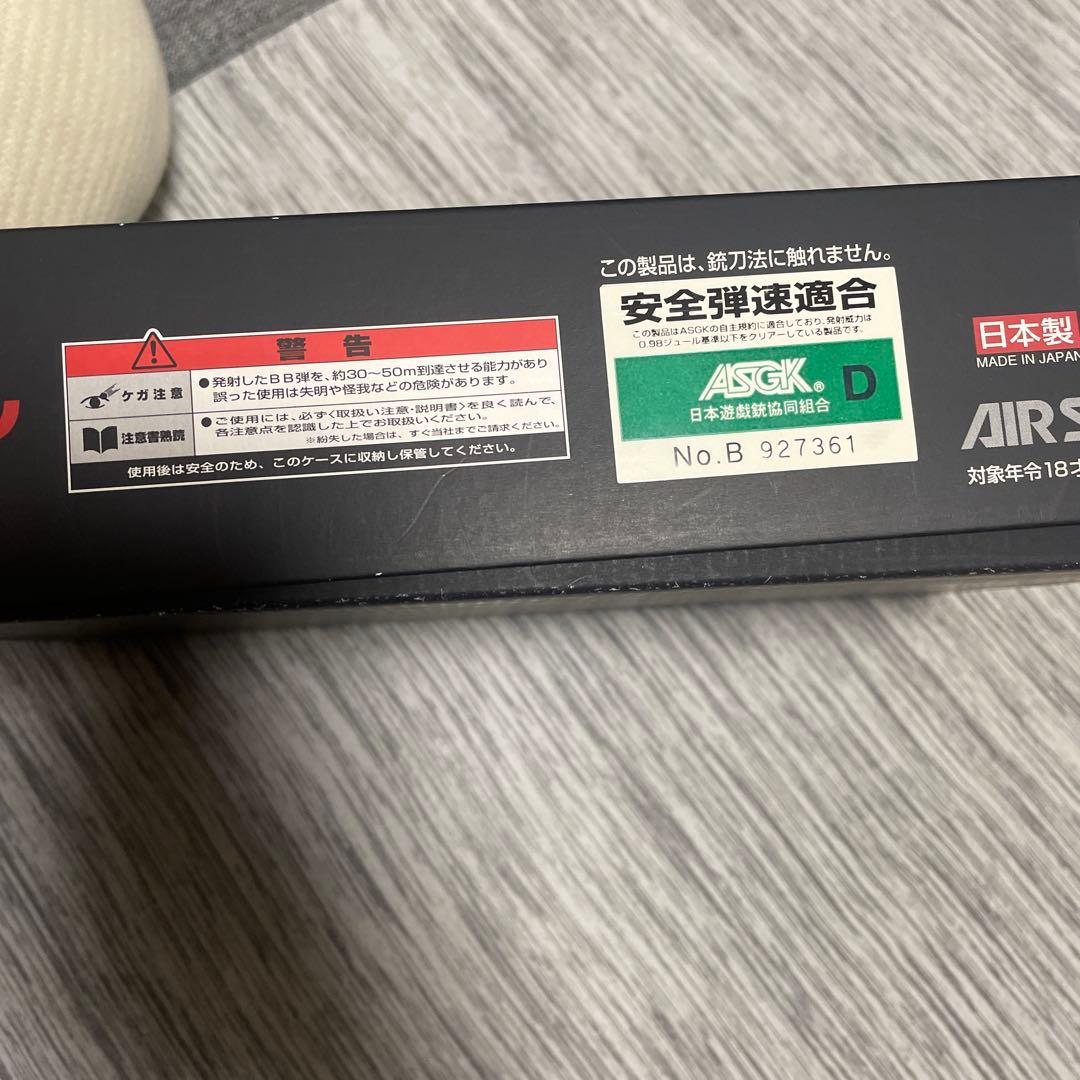 警告
ケガ注意
●発射したＢＢ弾を、約30〜50m到達させる能力があり
誤った使用は失明や怪我などの危険があります。
注意書熟読
●ご使用には、必ず〈取扱い注意・説明書〉を良く読んで、
各注意点を認識した上でお取扱いください。
※紛失した場合は、すぐ当社までご請求ください。
使用後は安全のため、このケースに収納し保管してください。
この製品は、銃刀法に触れません。
安全弾速適合
この製品はASGKの自主規約に適合しており、発射威力は
0.98ジュール基準以下をクリアーしている製品です。
ASGK® D
日本遊戯銃協同組合
No.B 927361
日本製
MADE IN JAPAN
AIR S
対象年令18才